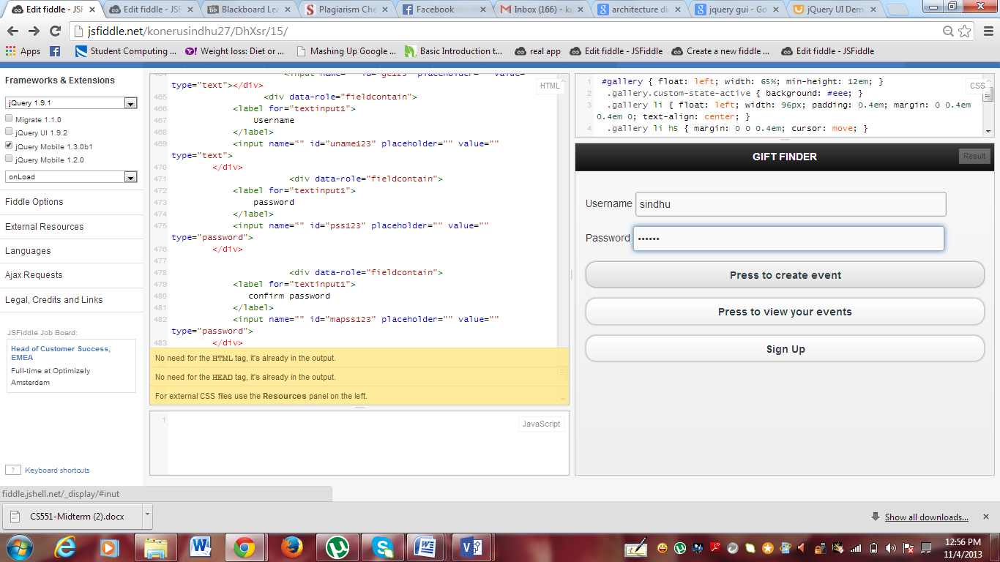 Edit fiddle - JSF
Edit fiddle - JSFid
Blackboard Lea
Plagiarism Che
Facebook
Inbox (166) - ke
architecture dia
jquery gui - Go
jQuery UI Dem
jsfiddle.net/konerusindhu27/DhXsr/15/
Apps
Student Computing ...
Weight loss: Diet or ...
Mashing Up Google ...
Basic Introduction t...
real app
Edit fiddle - JSFiddle
Create a new fiddle ...
Edit fiddle - JSFiddle
Frameworks & Extensions
jQuery 1.9.1
Migrate 1.1.0
jQuery UI 1.9.2
jQuery Mobile 1.3.0b1
jQuery Mobile 1.2.0
onLoad
Fiddle Options
External Resources
Languages
Ajax Requests
Legal, Credits and Links
JSFiddle Job Board:
Head of Customer Success,
EMEA
Full-time at Optimizely
Amsterdam
? Keyboard shortcuts
fiddle.jshell.net/_display/#inut
HTML
type="text"></div>
465 <div data-role="fieldcontain">
466 <label for="textinput1">
467 Username
468 </label>
469 <input name="" id="uname123" placeholder="" value=""
type="text">
470 </div>
471 <div data-role="fieldcontain">
472 <label for="textinput1">
473 password
474 </label>
475 <input name="" id="pss123" placeholder="" value=""
type="password">
476 </div>
477
478 <div data-role="fieldcontain">
479 <label for="textinput1">
480 confirm password
481 </label>
482 <input name="" id="mapss123" placeholder="" value=""
type="password">
483 </div>
No need for the HTML tag, it's already in the output.
No need for the HEAD tag, it's already in the output.
For external CSS files use the Resources panel on the left.
1
JavaScript
CSS
1 #gallery { float: left; width: 65%; min-height: 12em; }
2 .gallery.custom-state-active { background: #eee; }
3 .gallery li { float: left; width: 96px; padding: 0.4em; margin: 0 0.4em
0.4em 0; text-align: center; }
4 .gallery li h5 { margin: 0 0 0.4em; cursor: move; }
GIFT FINDER
Result
Username sindhu
Password ••••••
Press to create event
Press to view your events
Sign Up
CS551-Midterm (2).docx
Show all downloads...
12:56 PM
11/4/2013